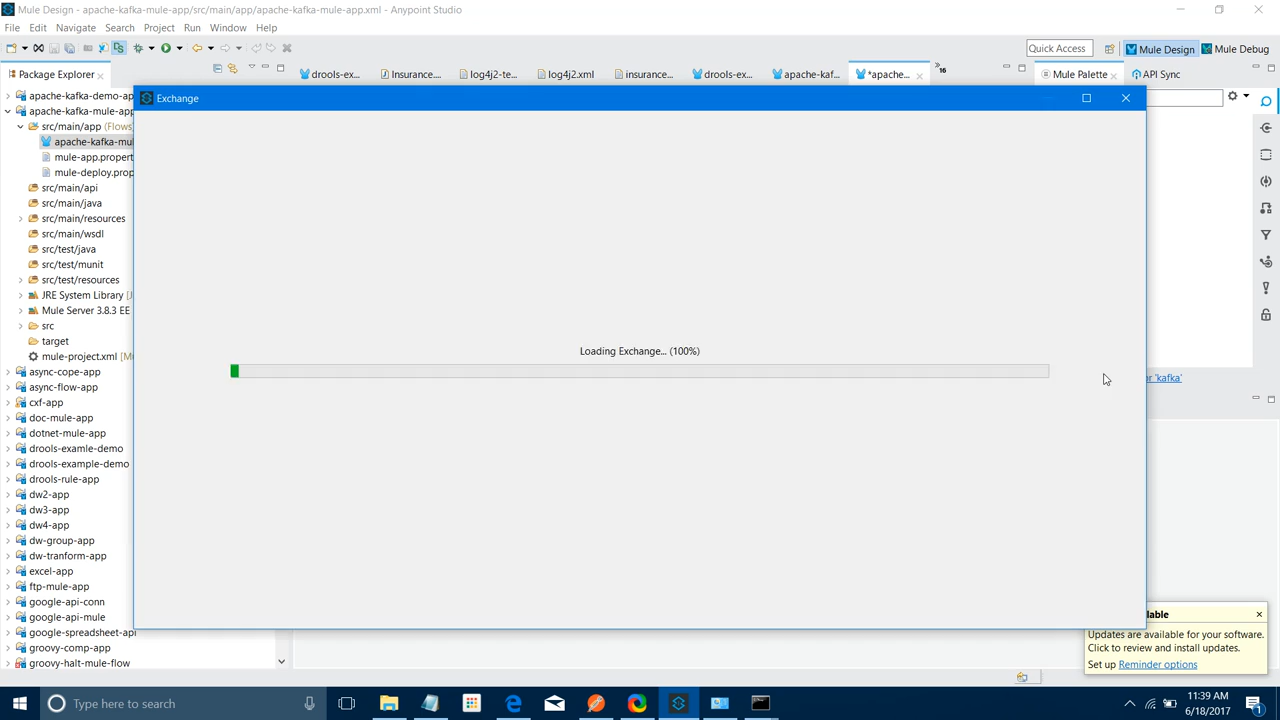 Mule Design - apache-kafka-mule-app/src/main/app/apache-kafka-mule-app.xml - Anypoint Studio
File Edit Navigate Search Project Run Window Help
Quick Access
Mule Design
Mule Debug
Package Explorer
drools-ex...
Insurance....
log4j2-te...
log4j2.xml
insurance...
drools-ex...
apache-kaf...
*apache...
16
Mule Palette
API Sync
apache-kafka-demo-ap
apache-kafka-mule-app
src/main/app (Flows)
apache-kafka-mul
mule-app.propert
mule-deploy.prop
src/main/api
src/main/java
src/main/resources
src/main/wsdl
src/test/java
src/test/munit
src/test/resources
JRE System Library [J
Mule Server 3.8.3 EE
src
target
mule-project.xml [M
async-cope-app
async-flow-app
cxf-app
doc-mule-app
dotnet-mule-app
drools-examle-demo
drools-example-demo
drools-rule-app
dw2-app
dw3-app
dw4-app
dw-group-app
dw-tranform-app
excel-app
ftp-mule-app
google-api-conn
google-api-mule
google-spreadsheet-api
groovy-comp-app
groovy-halt-mule-flow
Exchange
Loading Exchange... (100%)
or 'kafka'
lable
Updates are available for your software.
Click to review and install updates.
Set up Reminder options
Type here to search
11:39 AM
6/18/2017
1